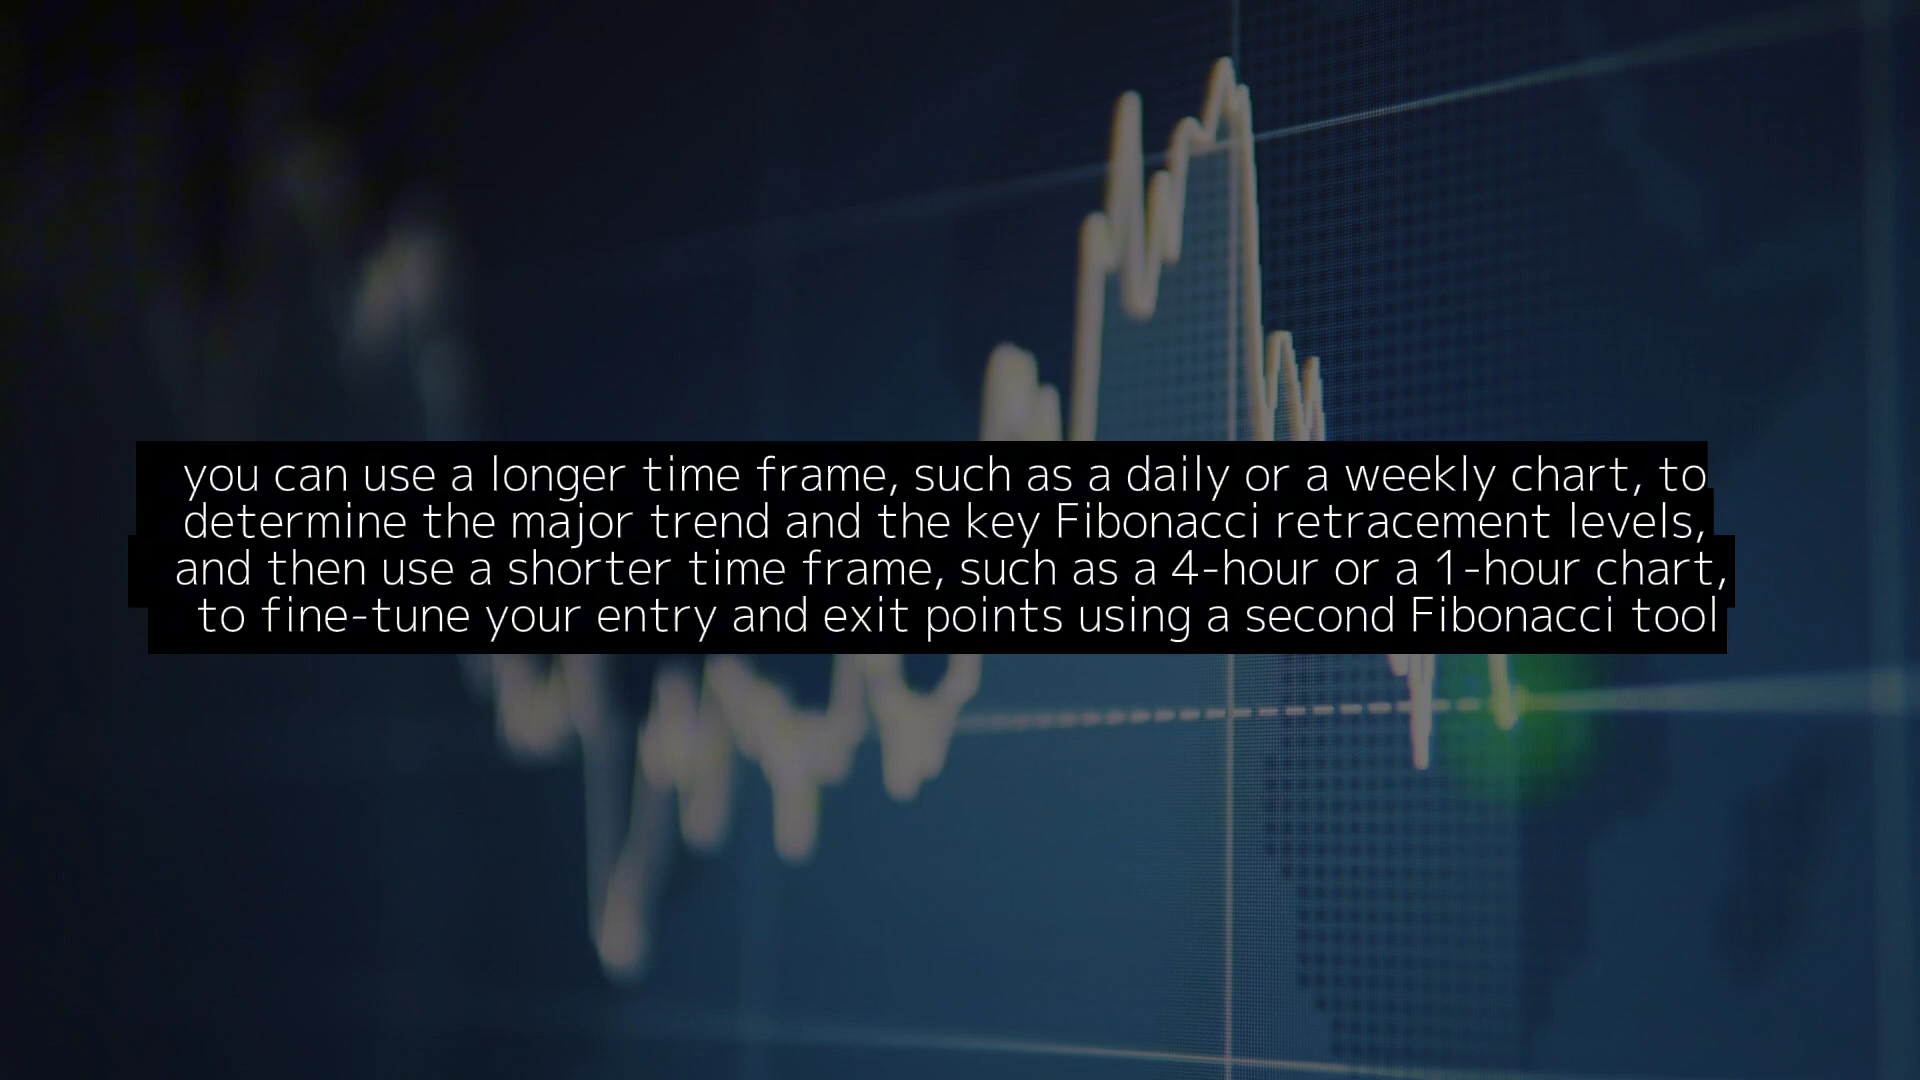 you can use a longer time frame, such as a daily or a weekly chart, to
determine the major trend and the key Fibonacci retracement levels,
and then use a shorter time frame, such as a 4-hour or a 1-hour chart,
to fine-tune your entry and exit points using a second Fibonacci tool